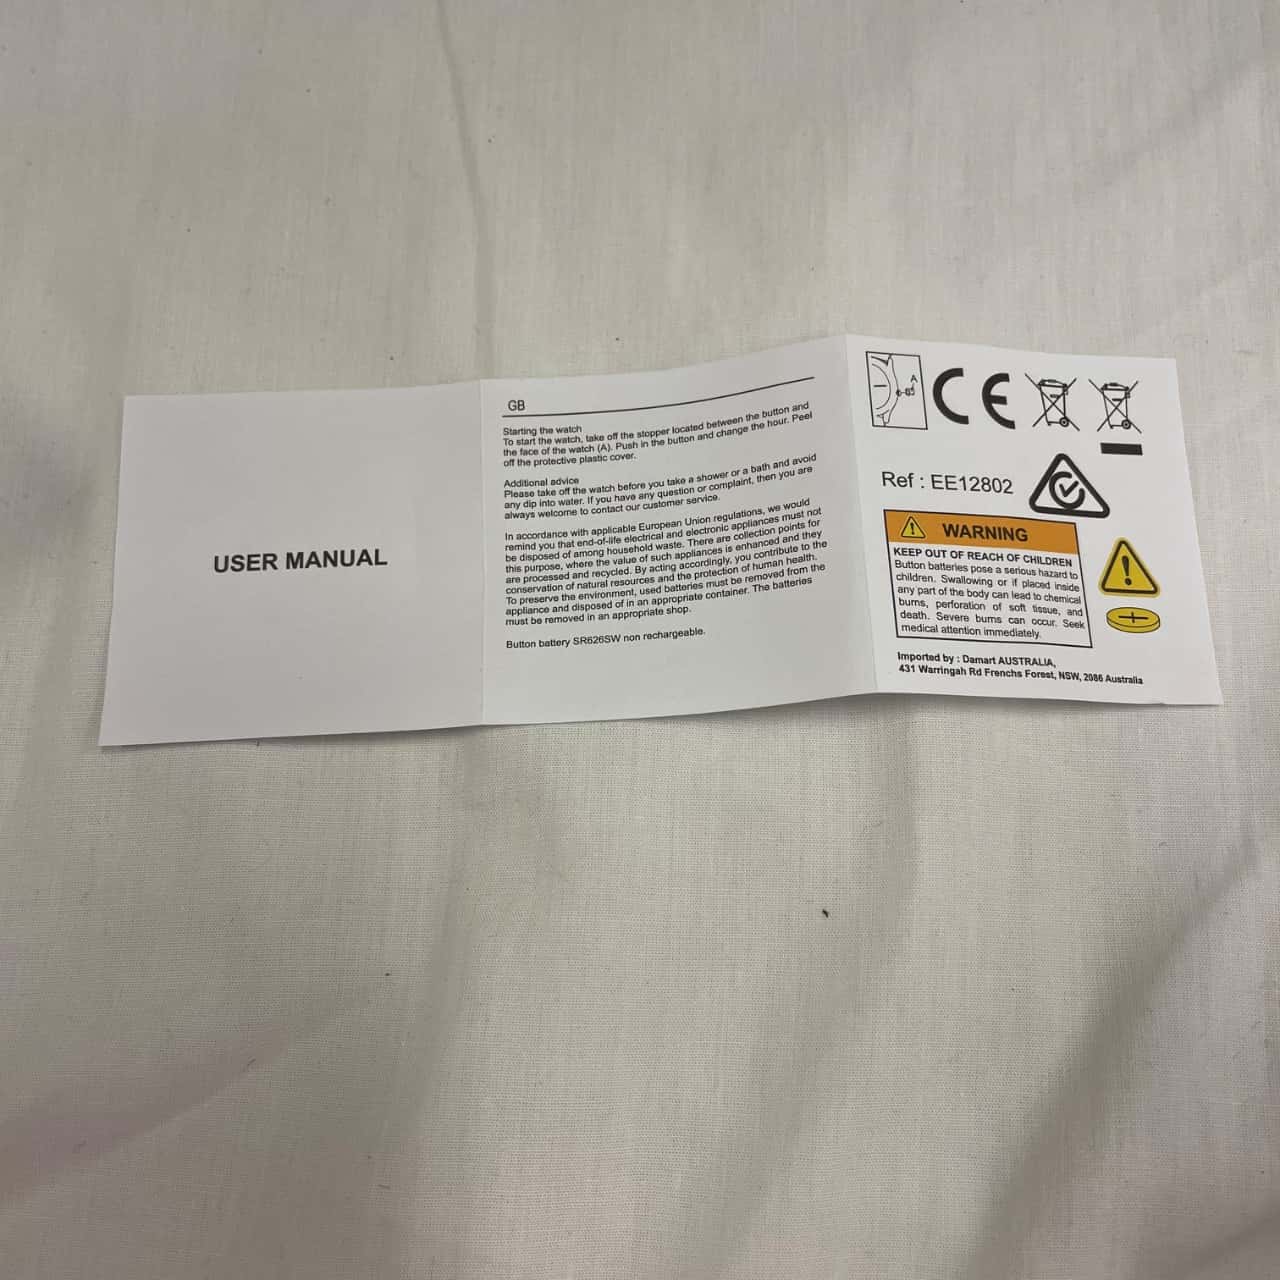 USER MANUAL
GB
Starting the watch
To start the watch, take off the stopper located between the button and
the face of the watch (A). Push in the button and change the hour. Peel
off the protective plastic cover.
Additional advice
Please take off the watch before you take a shower or a bath and avoid
any dip into water. If you have any question or complaint, then you are
always welcome to contact our customer service.
In accordance with applicable European Union regulations, we would
remind you that end-of-life electrical and electronic appliances must not
be disposed of among household waste. There are collection points for
this purpose, where the value of such appliances is enhanced and they
are processed and recycled. By acting accordingly, you contribute to the
conservation of natural resources and the protection of human health.
To preserve the environment, used batteries must be removed from the
appliance and disposed of in an appropriate container. The batteries
must be removed in an appropriate shop.
Button battery SR626SW non rechargeable.
A
CE
Ref : EE12802
WARNING
KEEP OUT OF REACH OF CHILDREN
Button batteries pose a serious hazard to
children. Swallowing or if placed inside
any part of the body can lead to chemical
burns, perforation of soft tissue, and
death. Severe burns can occur. Seek
medical attention immediately.
Imported by : Damart AUSTRALIA,
431 Warringah Rd Frenchs Forest, NSW, 2086 Australia